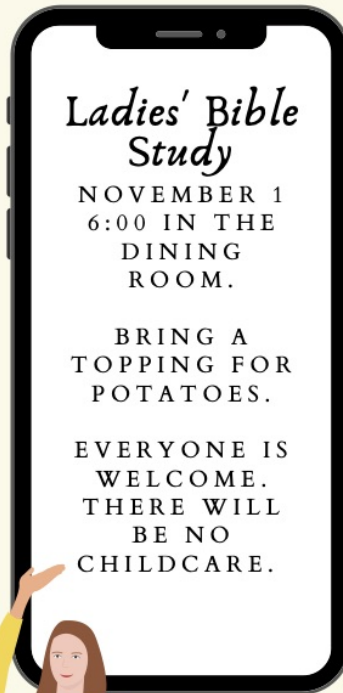 Ladies' Bible
Study
NOVEMBER 1
6:00 IN THE
DINING
ROOM.
BRING A
TOPPING FOR
POTATOES.
EVERYONE IS
WELCOME.
THERE WILL
BE NO
CHILDCARE.